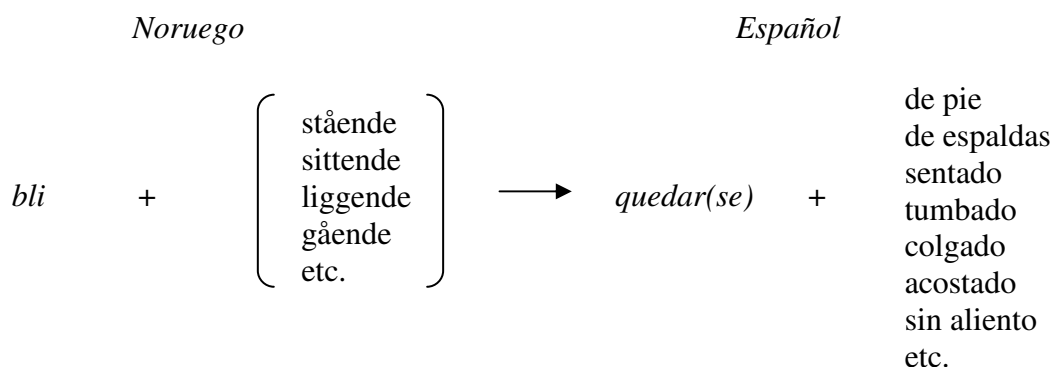 Noruego Español
stående
sittende
liggende
gående
etc.
bli + quedar(se) +
de pie
de espaldas
sentado
tumbado
colgado
acostado
sin aliento
etc.